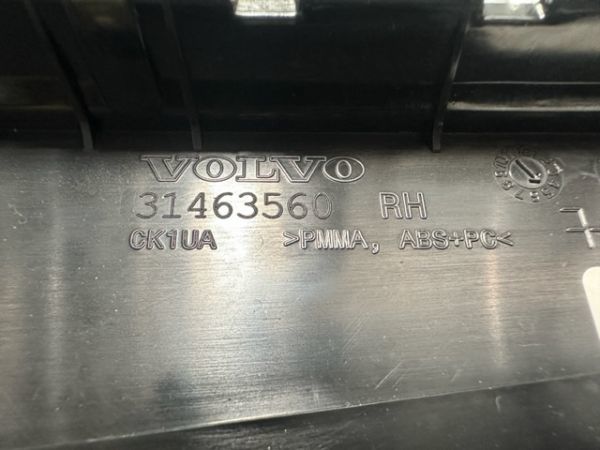 VOLVO
31463560 RH
CK1UA >PMMA, ABS+PC<